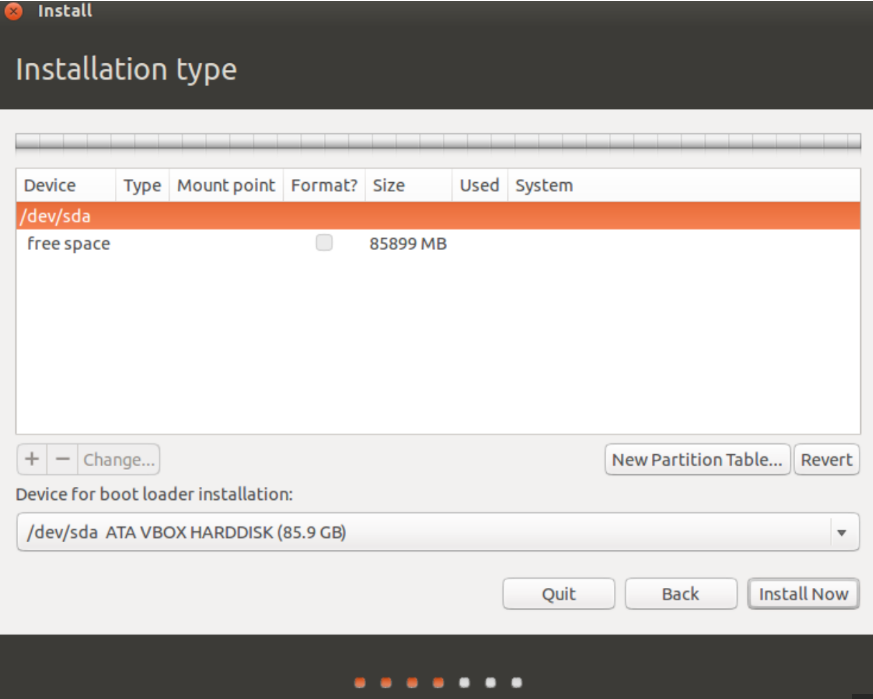 Install
Installation type
Device Type Mount point Format? Size Used System
/dev/sda
free space 85899 MB
+ − Change... New Partition Table... Revert
Device for boot loader installation:
/dev/sda ATA VBOX HARDDISK (85.9 GB)
Quit Back Install Now